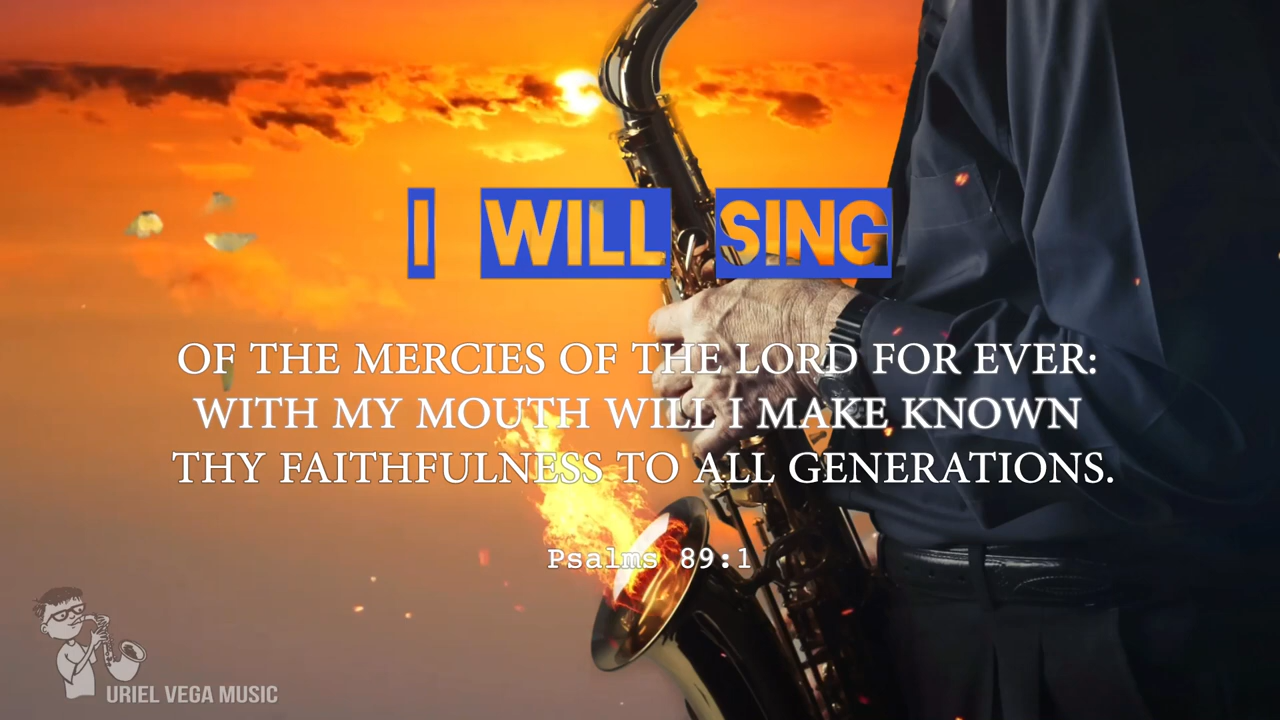 I WILL SING
OF THE MERCIES OF THE LORD FOR EVER:
WITH MY MOUTH WILL I MAKE KNOWN
THY FAITHFULNESS TO ALL GENERATIONS.
Psalms 89:1
URIEL VEGA MUSIC